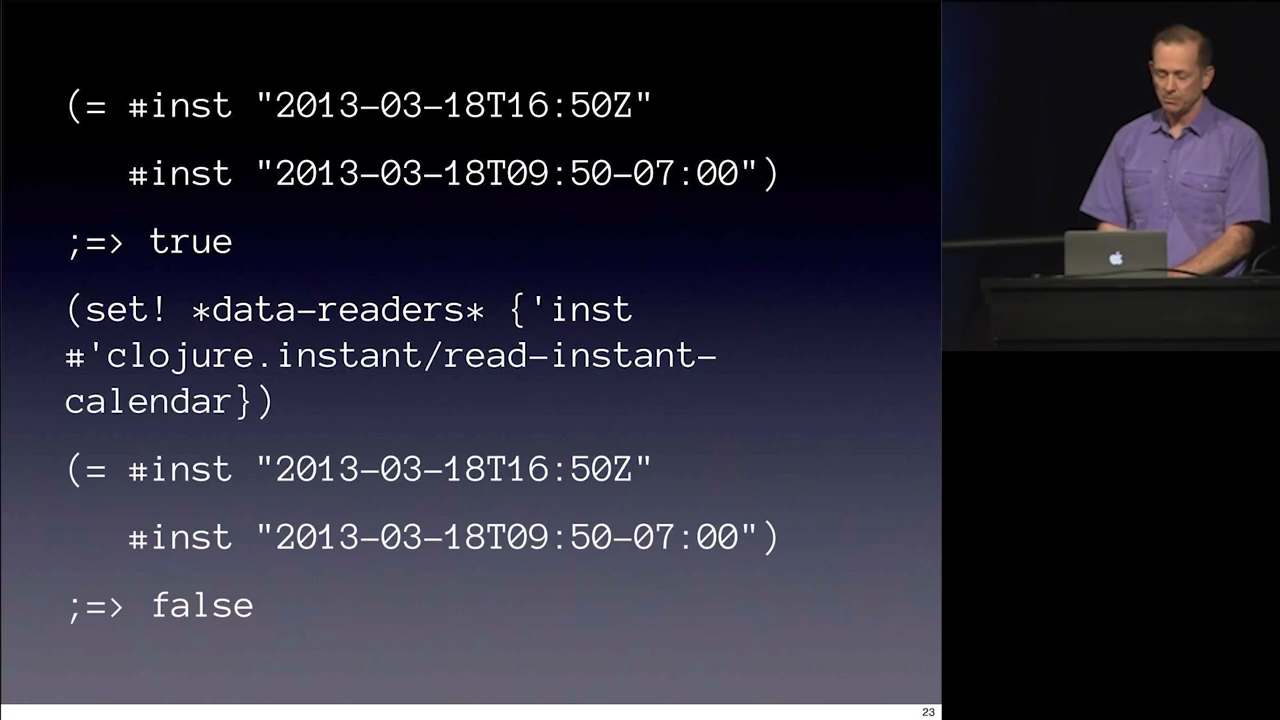 (= #inst "2013-03-18T16:50Z"
#inst "2013-03-18T09:50-07:00")
;=> true
(set! *data-readers* {'inst
#'clojure.instant/read-instant-
calendar})
(= #inst "2013-03-18T16:50Z"
#inst "2013-03-18T09:50-07:00")
;=> false
23